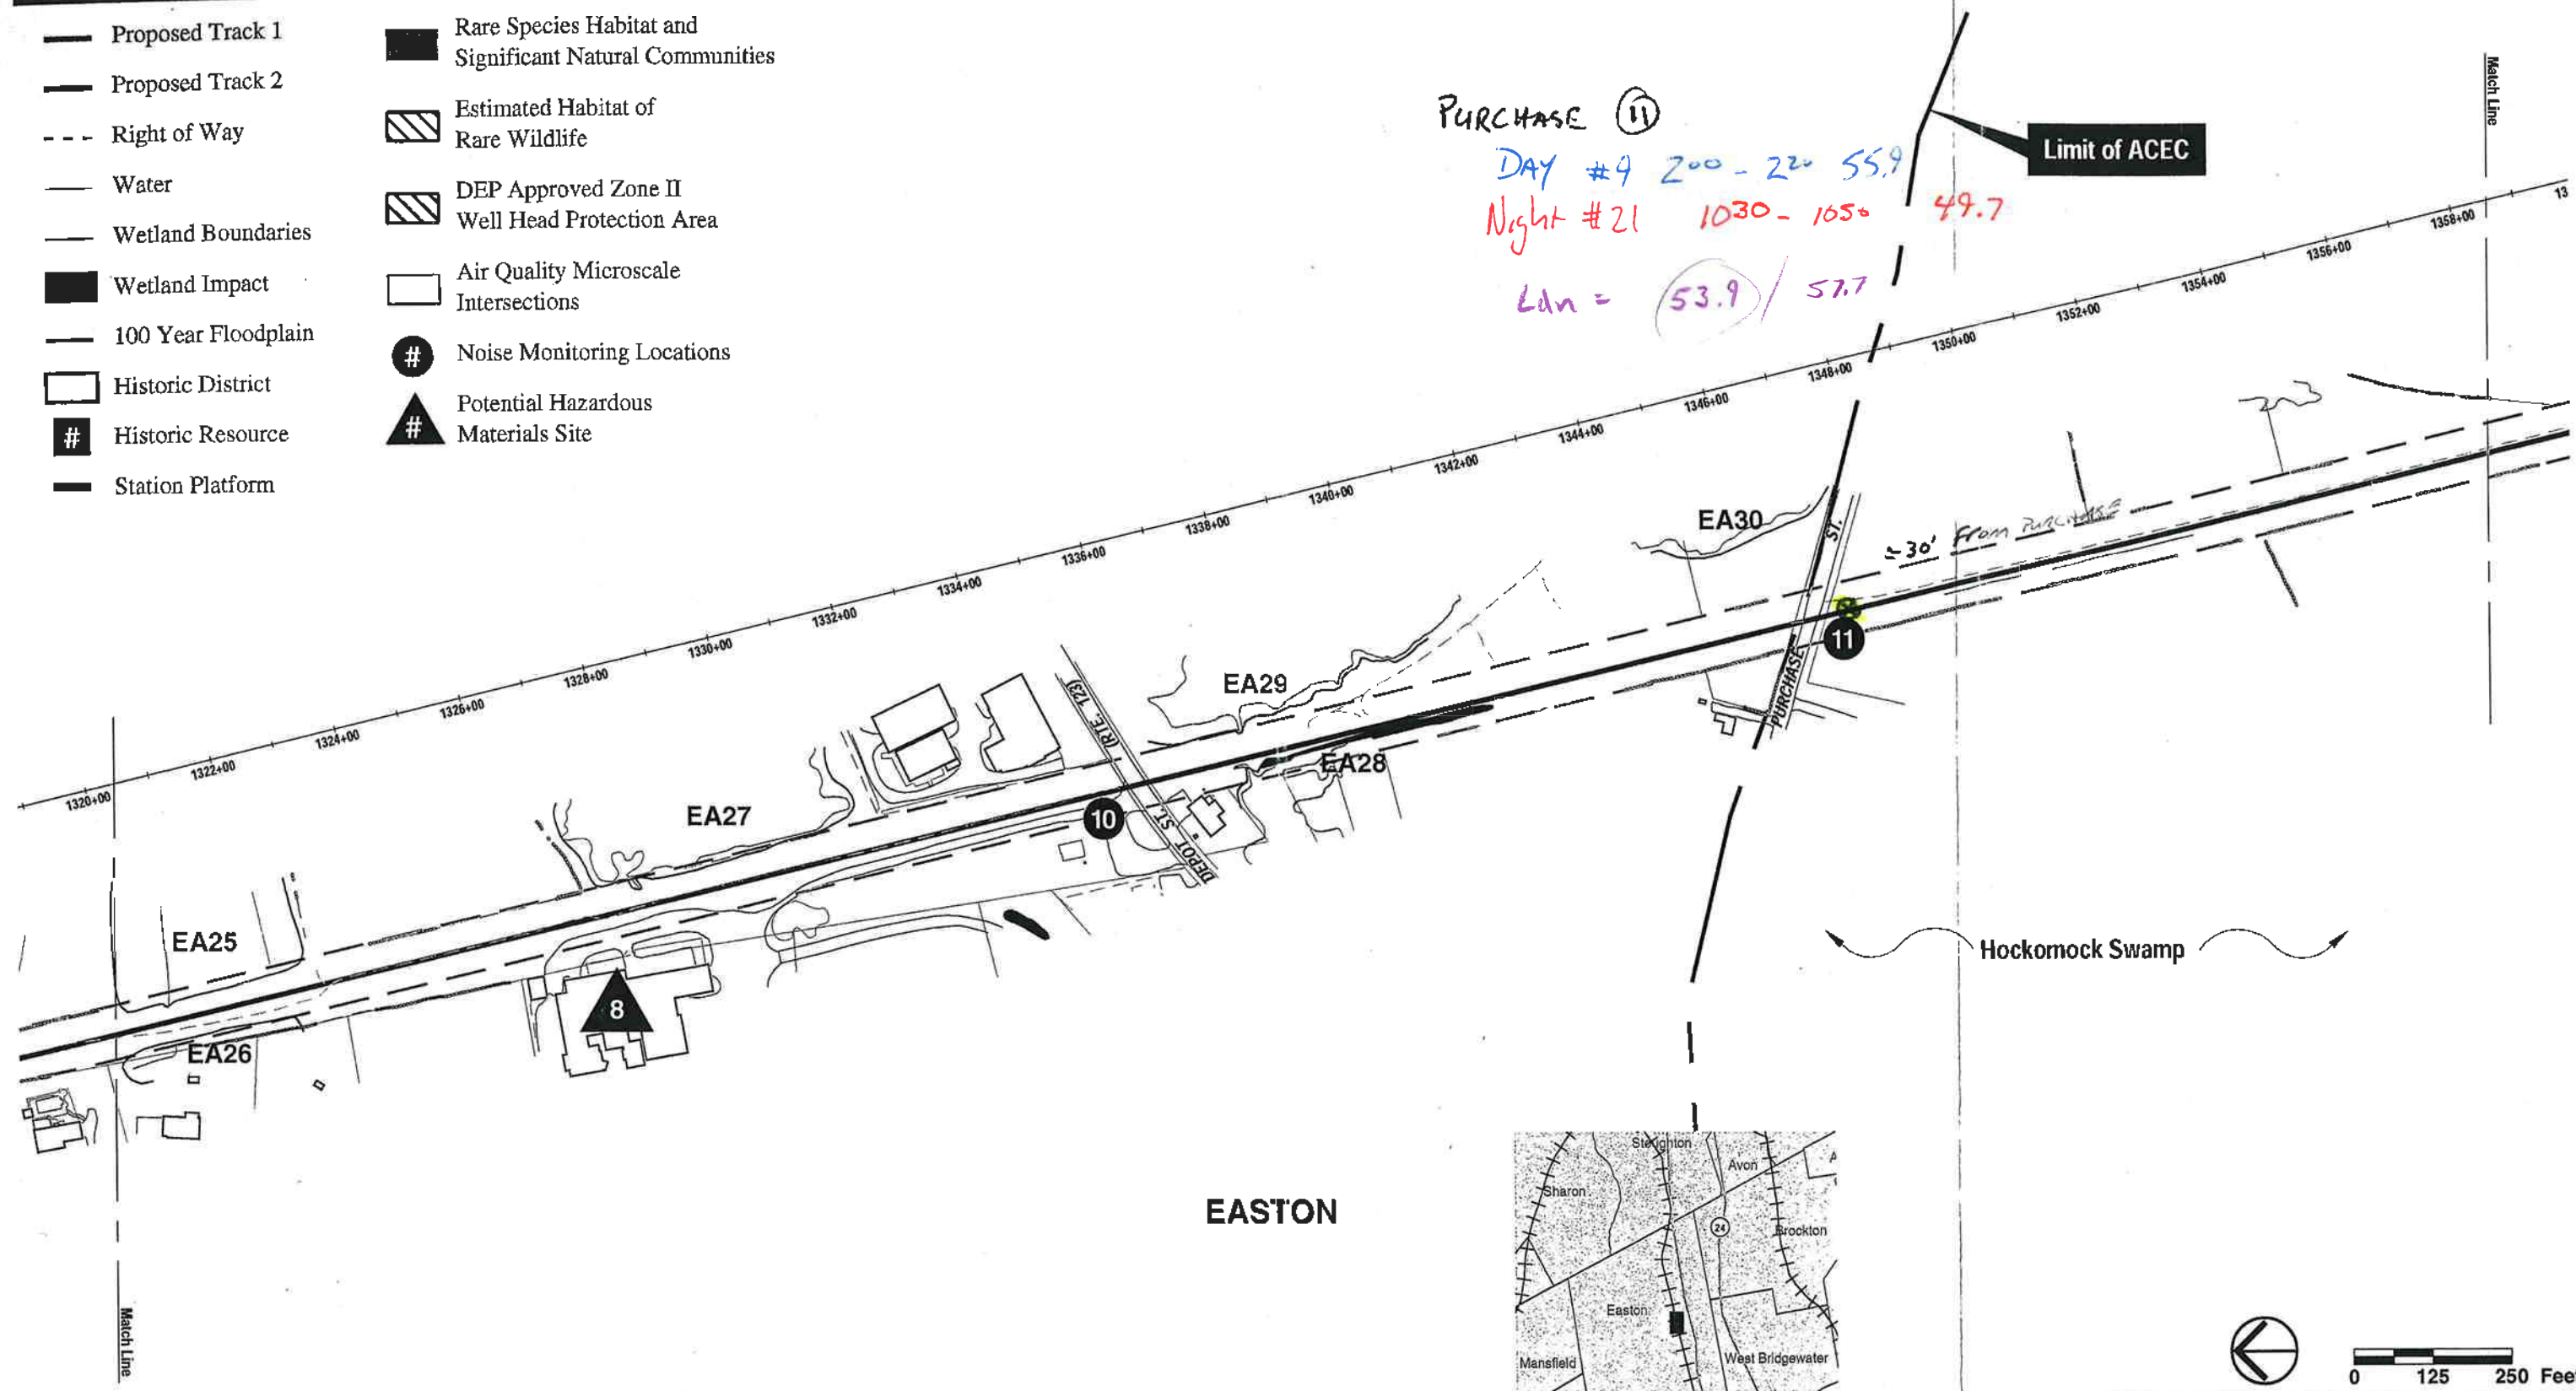 Proposed Track 1
Proposed Track 2
Right of Way
Water
Wetland Boundaries
Wetland Impact
100 Year Floodplain
Historic District
# Historic Resource
Station Platform
Rare Species Habitat and
Significant Natural Communities
Estimated Habitat of
Rare Wildlife
DEP Approved Zone II
Well Head Protection Area
Air Quality Microscale
Intersections
# Noise Monitoring Locations
# Potential Hazardous
Materials Site
PURCHASE 11
DAY #9 200 - 220 55.9
Night #21 1030 - 1050 49.7
Ldn = 53.9 / 57.7
Limit of ACEC
Match Line
1320+00
1322+00
1324+00
1326+00
1328+00
1330+00
1332+00
1334+00
1336+00
1338+00
1340+00
1342+00
1344+00
1346+00
1348+00
1350+00
1352+00
1354+00
1356+00
1358+00
13
EA30
ST.
≈30' From PURCHASE
11
PURCHASE
EA29
(RTE. 123)
EA28
EA27
10
ST.
DEPOT
EA25
8
EA26
Hockomock Swamp
EASTON
Match Line
Stoughton
Avon
A
Sharon
24
Brockton
Easton
Mansfield
West Bridgewater
0 125 250 Feet